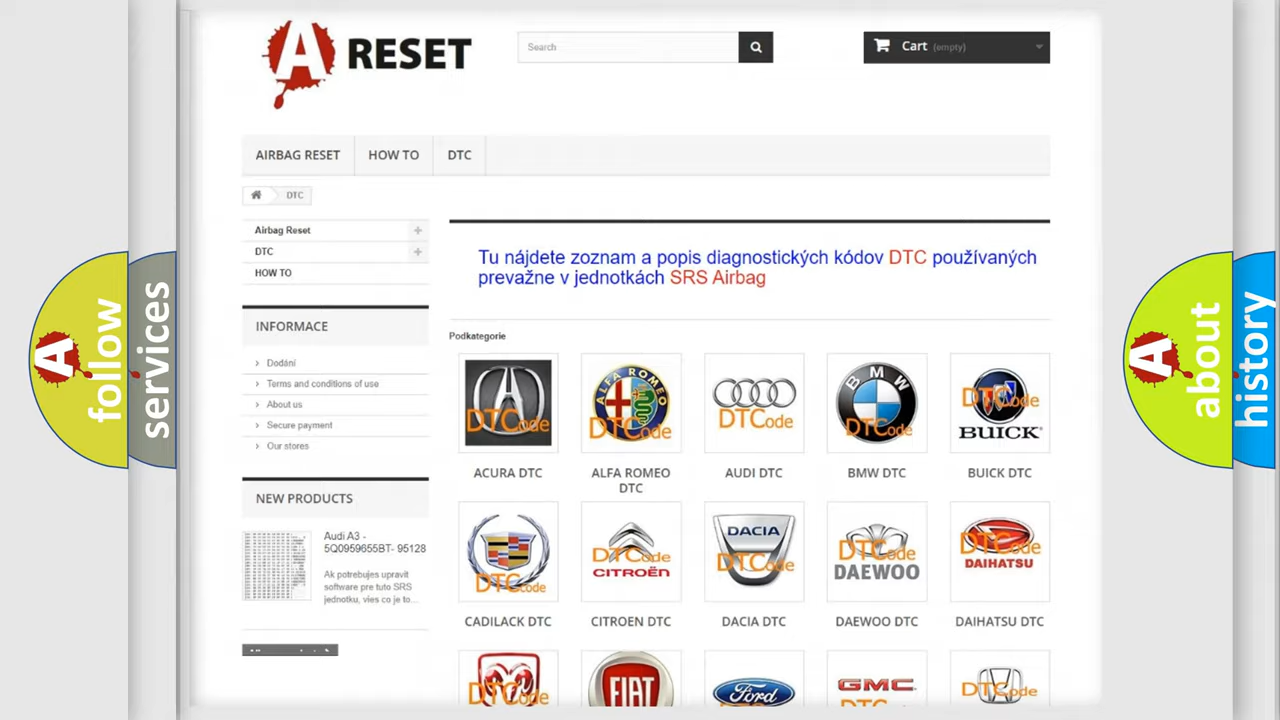 A RESET
Search
Cart (empty)
AIRBAG RESET
HOW TO
DTC
DTC
Airbag Reset
DTC
HOW TO
INFORMACE
Dodání
Terms and conditions of use
About us
Secure payment
Our stores
NEW PRODUCTS
Audi A3 -
5Q0959655BT- 95128
Ak potrebujes upravit
software pre tuto SRS
jednotku, vies co je to...
Tu nájdete zoznam a popis diagnostických kódov DTC používaných
prevažne v jednotkách SRS Airbag
Podkategorie
DTCode
ALFA ROMEO
DTCode
DTCode
BMW
DTCode
DTCode
BUICK
ACURA DTC
ALFA ROMEO
DTC
AUDI DTC
BMW DTC
BUICK DTC
DTCode
DTCode
CITROËN
DACIA
DTCode
DTCode
DAEWOO
DTCode
DAIHATSU
CADILACK DTC
CITROEN DTC
DACIA DTC
DAEWOO DTC
DAIHATSU DTC
DTCode
FIAT
Ford
GMC
DTCode
A follow
services
A about
history